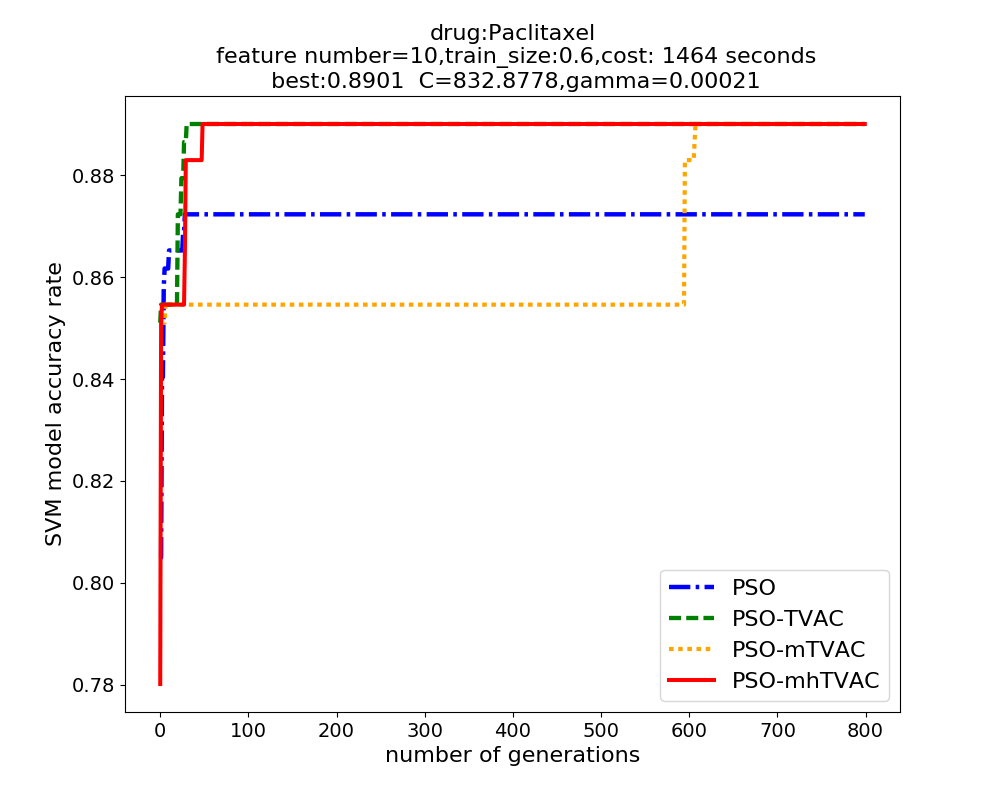 drug:Paclitaxel
feature number=10,train_size:0.6,cost: 1464 seconds
best:0.8901  C=832.8778,gamma=0.00021
SVM model accuracy rate
0.88
0.86
0.84
0.82
0.80
0.78
PSO
PSO-TVAC
PSO-mTVAC
PSO-mhTVAC
0 100 200 300 400 500 600 700 800
number of generations